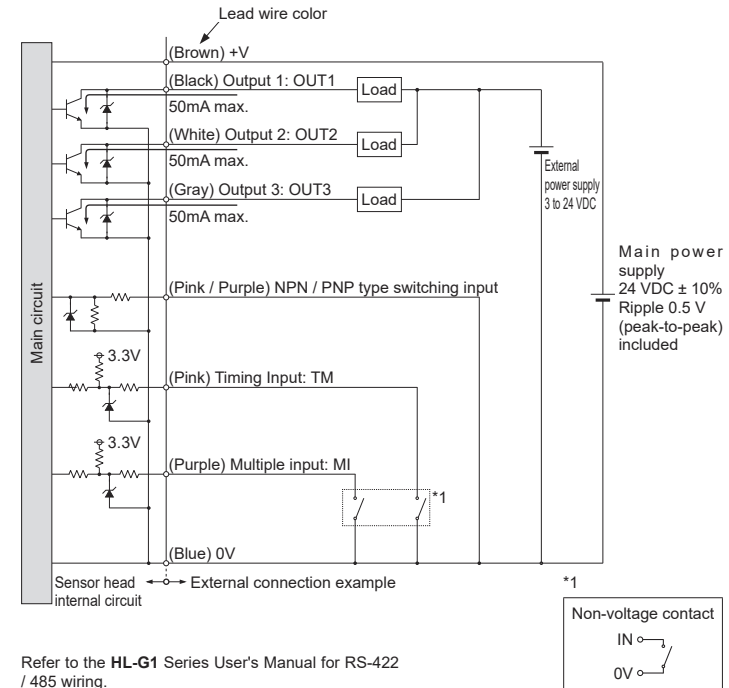 Lead wire color
(Brown) +V
(Black) Output 1: OUT1
Load
50mA max.
(White) Output 2: OUT2
Load
50mA max.
(Gray) Output 3: OUT3
Load
50mA max.
External
power supply
3 to 24 VDC
Main power
supply
24 VDC ± 10%
Ripple 0.5 V
(peak-to-peak)
included
Main circuit
(Pink / Purple) NPN / PNP type switching input
3.3V
(Pink) Timing Input: TM
3.3V
(Purple) Multiple input: MI
*1
(Blue) 0V
Sensor head
internal circuit
External connection example
*1
Non-voltage contact
IN
0V
Refer to the HL-G1 Series User's Manual for RS-422
/ 485 wiring.